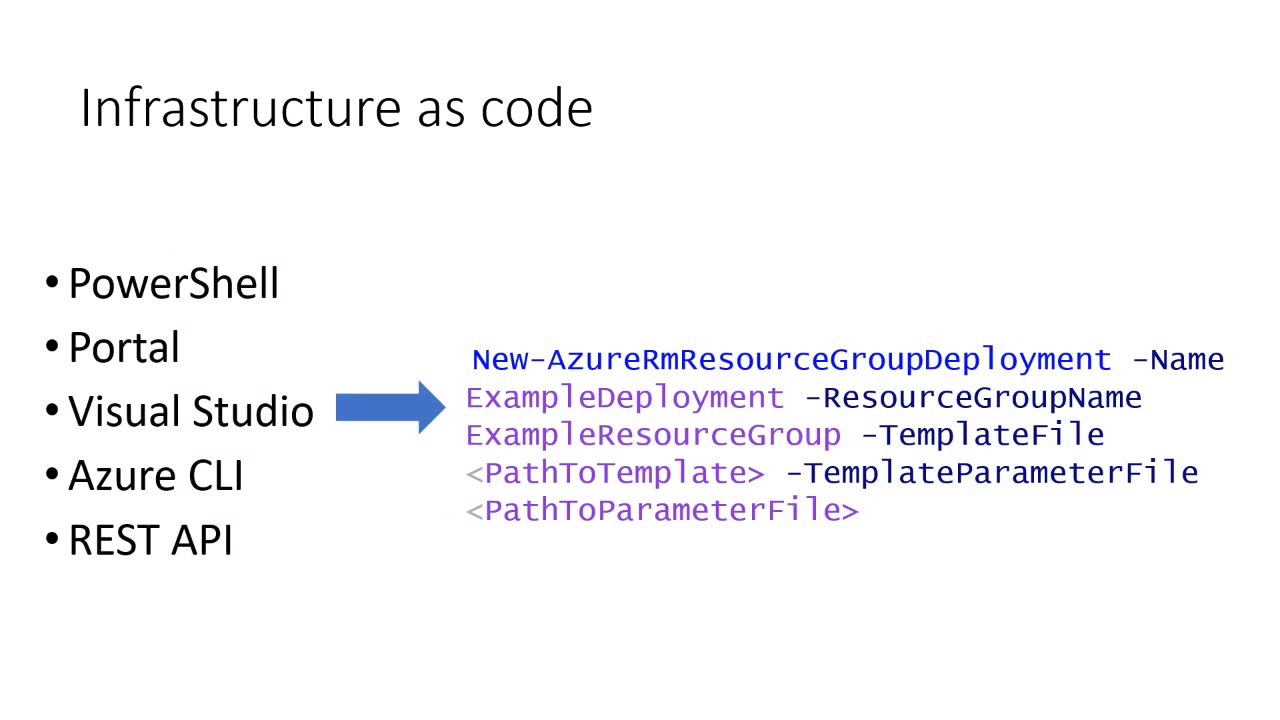 Infrastructure as code
• PowerShell
• Portal
• Visual Studio
• Azure CLI
• REST API
New-AzureRmResourceGroupDeployment -Name
ExampleDeployment -ResourceGroupName
ExampleResourceGroup -TemplateFile
<PathToTemplate> -TemplateParameterFile
<PathToParameterFile>